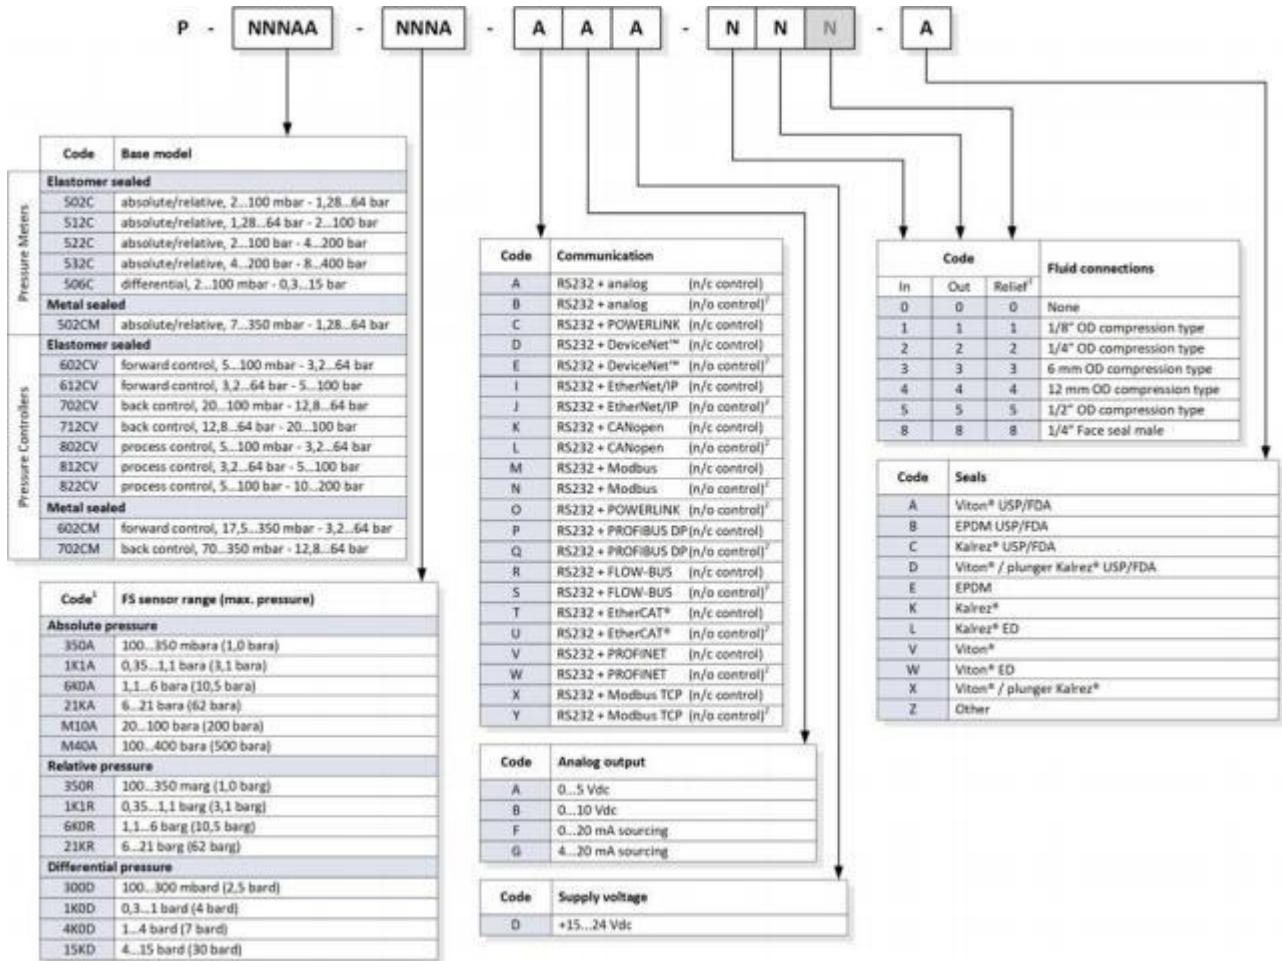 P - NNNAA - NNNA - A A A - N N N - A
Code Base model
Pressure Meters
Elastomer sealed
502C absolute/relative, 2...100 mbar - 1,28...64 bar
512C absolute/relative, 1,28...64 bar - 2...100 bar
522C absolute/relative, 2...100 bar - 4...200 bar
532C absolute/relative, 4...200 bar - 8...400 bar
506C differential, 2...100 mbar - 0,3...15 bar
Metal sealed
502CM absolute/relative, 7...350 mbar - 1,28...64 bar
Pressure Controllers
Elastomer sealed
602CV forward control, 5...100 mbar - 3,2...64 bar
612CV forward control, 3,2...64 bar - 5...100 bar
702CV back control, 20...100 mbar - 12,8...64 bar
712CV back control, 12,8...64 bar - 20...100 bar
802CV process control, 5...100 mbar - 3,2...64 bar
812CV process control, 3,2...64 bar - 5...100 bar
822CV process control, 5...100 bar - 10...200 bar
Metal sealed
602CM forward control, 17,5...350 mbar - 3,2...64 bar
702CM back control, 70...350 mbar - 12,8...64 bar
Code¹ FS sensor range (max. pressure)
Absolute pressure
350A 100...350 mbara (1,0 bara)
1K1A 0,35...1,1 bara (3,1 bara)
6K0A 1,1...6 bara (10,5 bara)
21KA 6...21 bara (62 bara)
M10A 20...100 bara (200 bara)
M40A 100...400 bara (500 bara)
Relative pressure
350R 100...350 marg (1,0 barg)
1K1R 0,35...1,1 barg (3,1 barg)
6K0R 1,1...6 barg (10,5 barg)
21KR 6...21 barg (62 barg)
Differential pressure
300D 100...300 mbard (2,5 bard)
1K0D 0,3...1 bard (4 bard)
4K0D 1...4 bard (7 bard)
15KD 4...15 bard (30 bard)
Code Communication
A RS232 + analog (n/c control)
B RS232 + analog (n/o control)²
C RS232 + POWERLINK (n/c control)
D RS232 + DeviceNet™ (n/c control)
E RS232 + DeviceNet™ (n/o control)²
I RS232 + EtherNet/IP (n/c control)
J RS232 + EtherNet/IP (n/o control)²
K RS232 + CANopen (n/c control)
L RS232 + CANopen (n/o control)²
M RS232 + Modbus (n/c control)
N RS232 + Modbus (n/o control)²
O RS232 + POWERLINK (n/o control)²
P RS232 + PROFIBUS DP (n/c control)
Q RS232 + PROFIBUS DP (n/o control)²
R RS232 + FLOW-BUS (n/c control)
S RS232 + FLOW-BUS (n/o control)²
T RS232 + EtherCAT® (n/c control)
U RS232 + EtherCAT® (n/o control)²
V RS232 + PROFINET (n/c control)
W RS232 + PROFINET (n/o control)²
X RS232 + Modbus TCP (n/c control)
Y RS232 + Modbus TCP (n/o control)²
Code Analog output
A 0...5 Vdc
B 0...10 Vdc
F 0...20 mA sourcing
G 4...20 mA sourcing
Code Supply voltage
D +15...24 Vdc
Code Fluid connections
In Out Relief³
0 0 0 None
1 1 1 1/8" OD compression type
2 2 2 1/4" OD compression type
3 3 3 6 mm OD compression type
4 4 4 12 mm OD compression type
5 5 5 1/2" OD compression type
8 8 8 1/4" Face seal male
Code Seals
A Viton® USP/FDA
B EPDM USP/FDA
C Kalrez® USP/FDA
D Viton® / plunger Kalrez® USP/FDA
E EPDM
K Kalrez®
L Kalrez® ED
V Viton®
W Viton® ED
X Viton® / plunger Kalrez®
Z Other